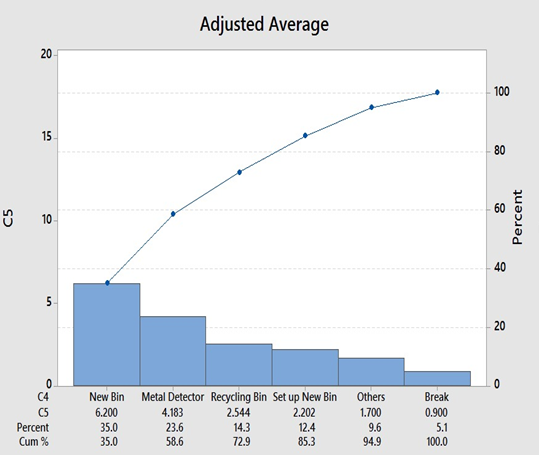 Adjusted Average
20
15
10
5
0
C5
100
80
60
40
20
0
Percent
C4 New Bin Metal Detector Recycling Bin Set up New Bin Others Break
C5 6.200 4.183 2.544 2.202 1.700 0.900
Percent 35.0 23.6 14.3 12.4 9.6 5.1
Cum % 35.0 58.6 72.9 85.3 94.9 100.0